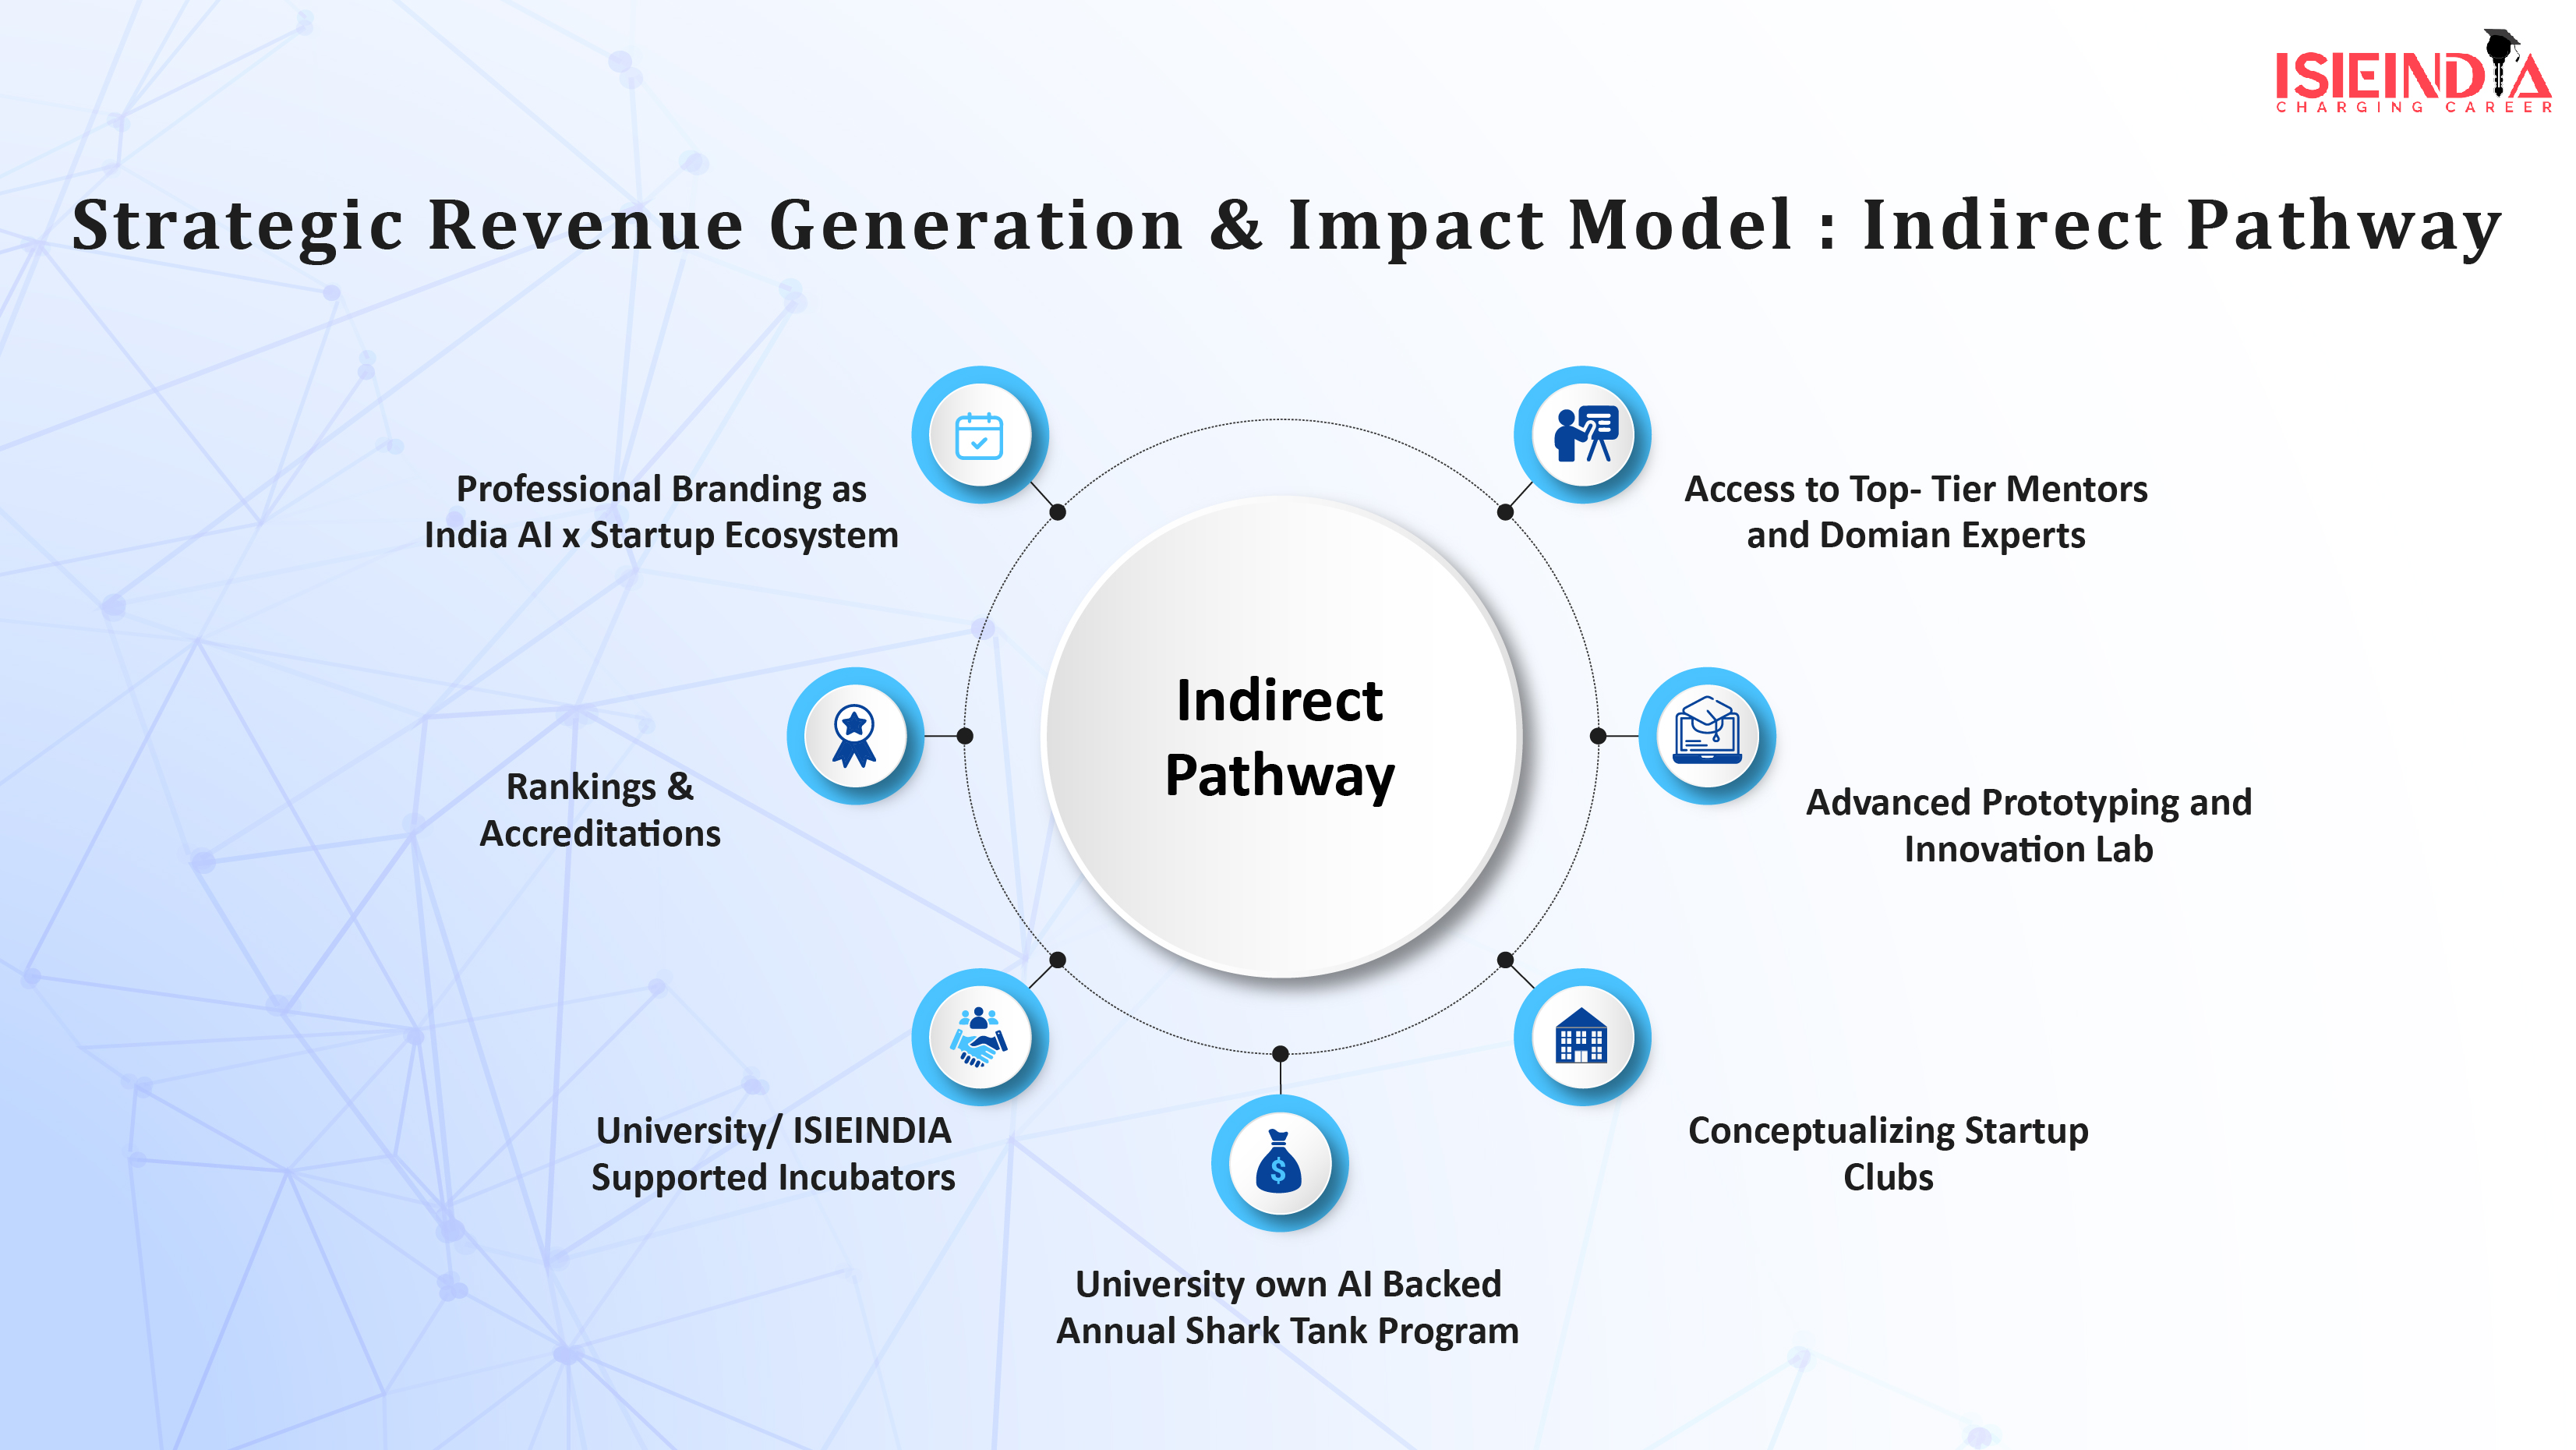 ISIEINDIA
CHARGING CAREER
Strategic Revenue Generation & Impact Model : Indirect Pathway
Professional Branding as
India AI x Startup Ecosystem
Access to Top- Tier Mentors
and Domian Experts
Indirect
Pathway
Rankings &
Accreditations
Advanced Prototyping and
Innovation Lab
University/ ISIEINDIA
Supported Incubators
Conceptualizing Startup
Clubs
$
University own AI Backed
Annual Shark Tank Program